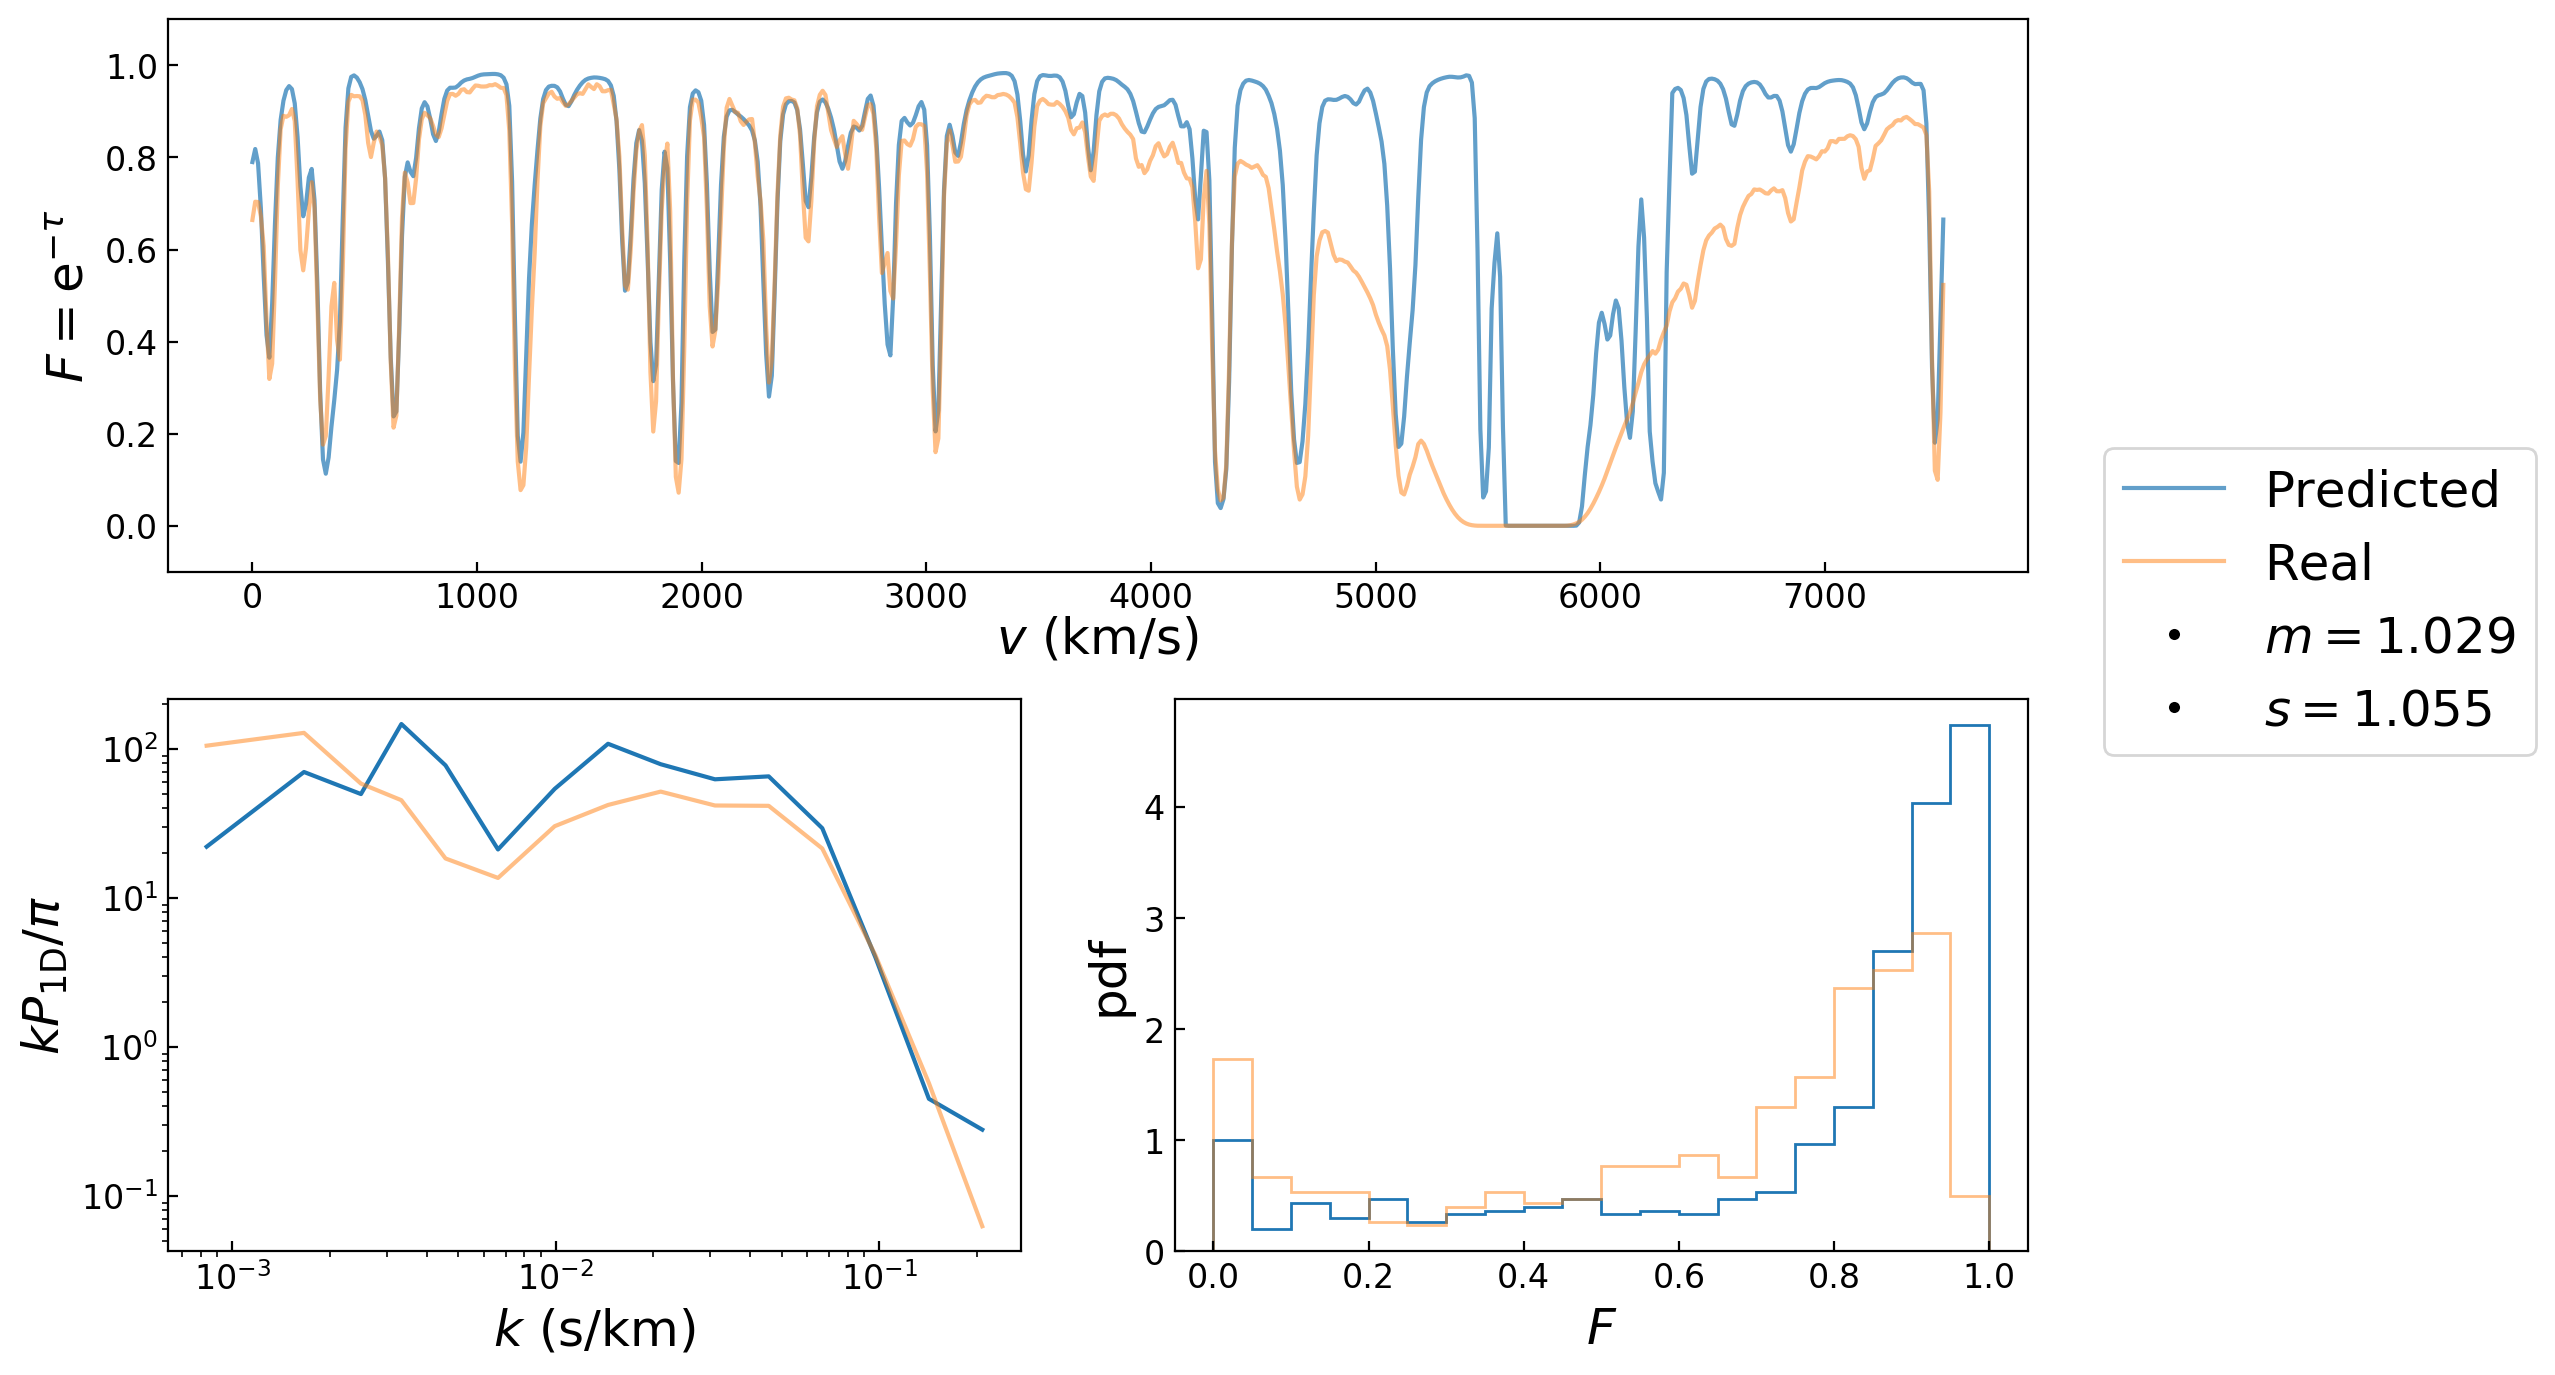 1.0
0.8
0.6
0.4
0.2
0.0
F = e^{-τ}
0 1000 2000 3000 4000 5000 6000 7000
v (km/s)
Predicted
Real
m = 1.029
s = 1.055
10^2
10^1
10^0
10^{-1}
kP_{1D}/π
10^{-3} 10^{-2} 10^{-1}
k (s/km)
4
3
2
1
0
pdf
0.0 0.2 0.4 0.6 0.8 1.0
F